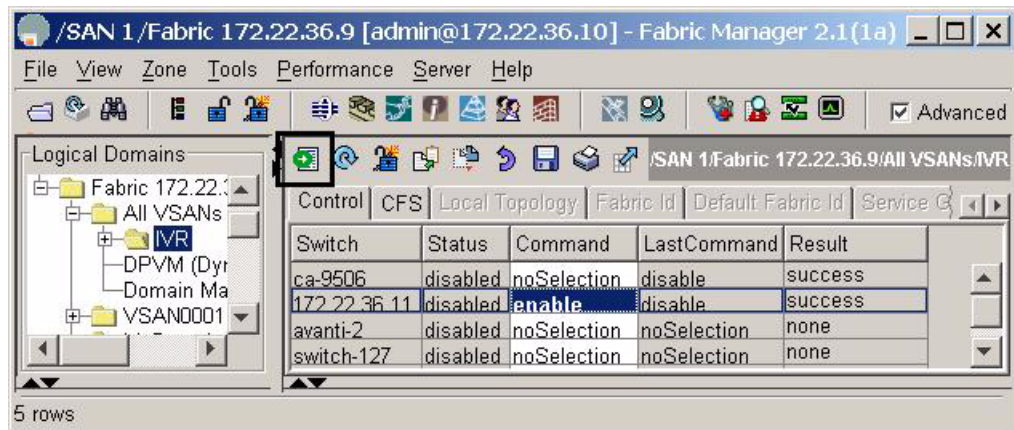 /SAN 1/Fabric 172.22.36.9 [admin@172.22.36.10] - Fabric Manager 2.1(1a)
File View Zone Tools Performance Server Help
Advanced
Logical Domains
/SAN 1/Fabric 172.22.36.9/All VSANs/IVR
Fabric 172.22.
All VSANs
IVR
DPVM (Dyr
Domain Ma
VSAN0001
Control CFS Local Topology Fabric Id Default Fabric Id Service G
Switch Status Command LastCommand Result
ca-9506 disabled noSelection disable success
172.22.36.11 disabled enable disable success
avanti-2 disabled noSelection noSelection none
switch-127 disabled noSelection noSelection none
5 rows